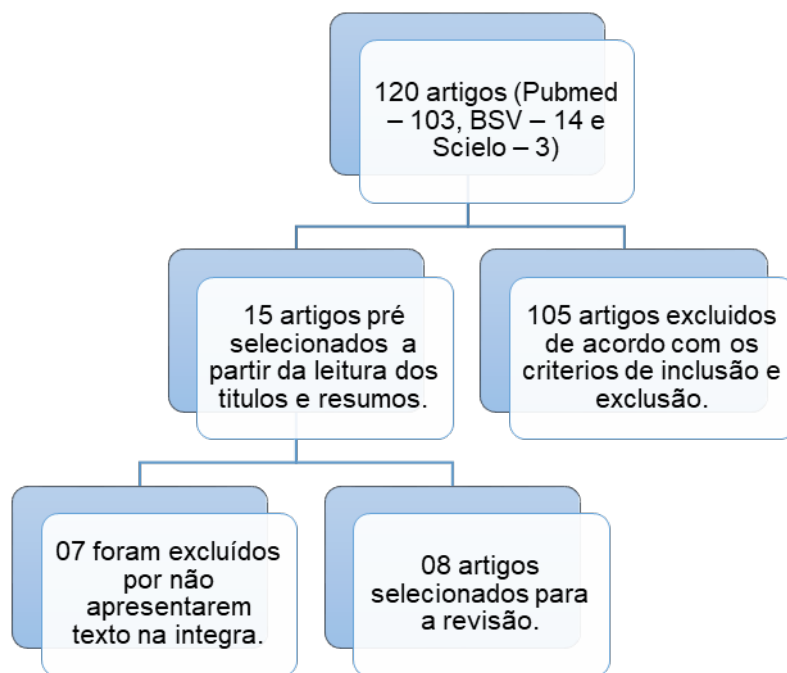 120 artigos (Pubmed
– 103, BSV – 14 e
Scielo – 3)
15 artigos pré
selecionados a
partir da leitura dos
titulos e resumos.
105 artigos excluidos
de acordo com os
criterios de inclusão e
exclusão.
07 foram excluídos
por não
apresentarem
texto na integra.
08 artigos
selecionados para
a revisão.